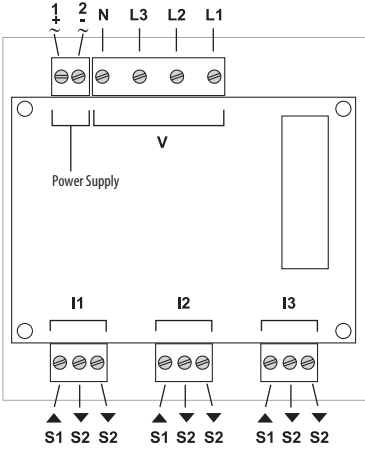 1 2 N L3 L2 L1
+ -
~ ~
V
Power Supply
I1 I2 I3
S1 S2 S2 S1 S2 S2 S1 S2 S2